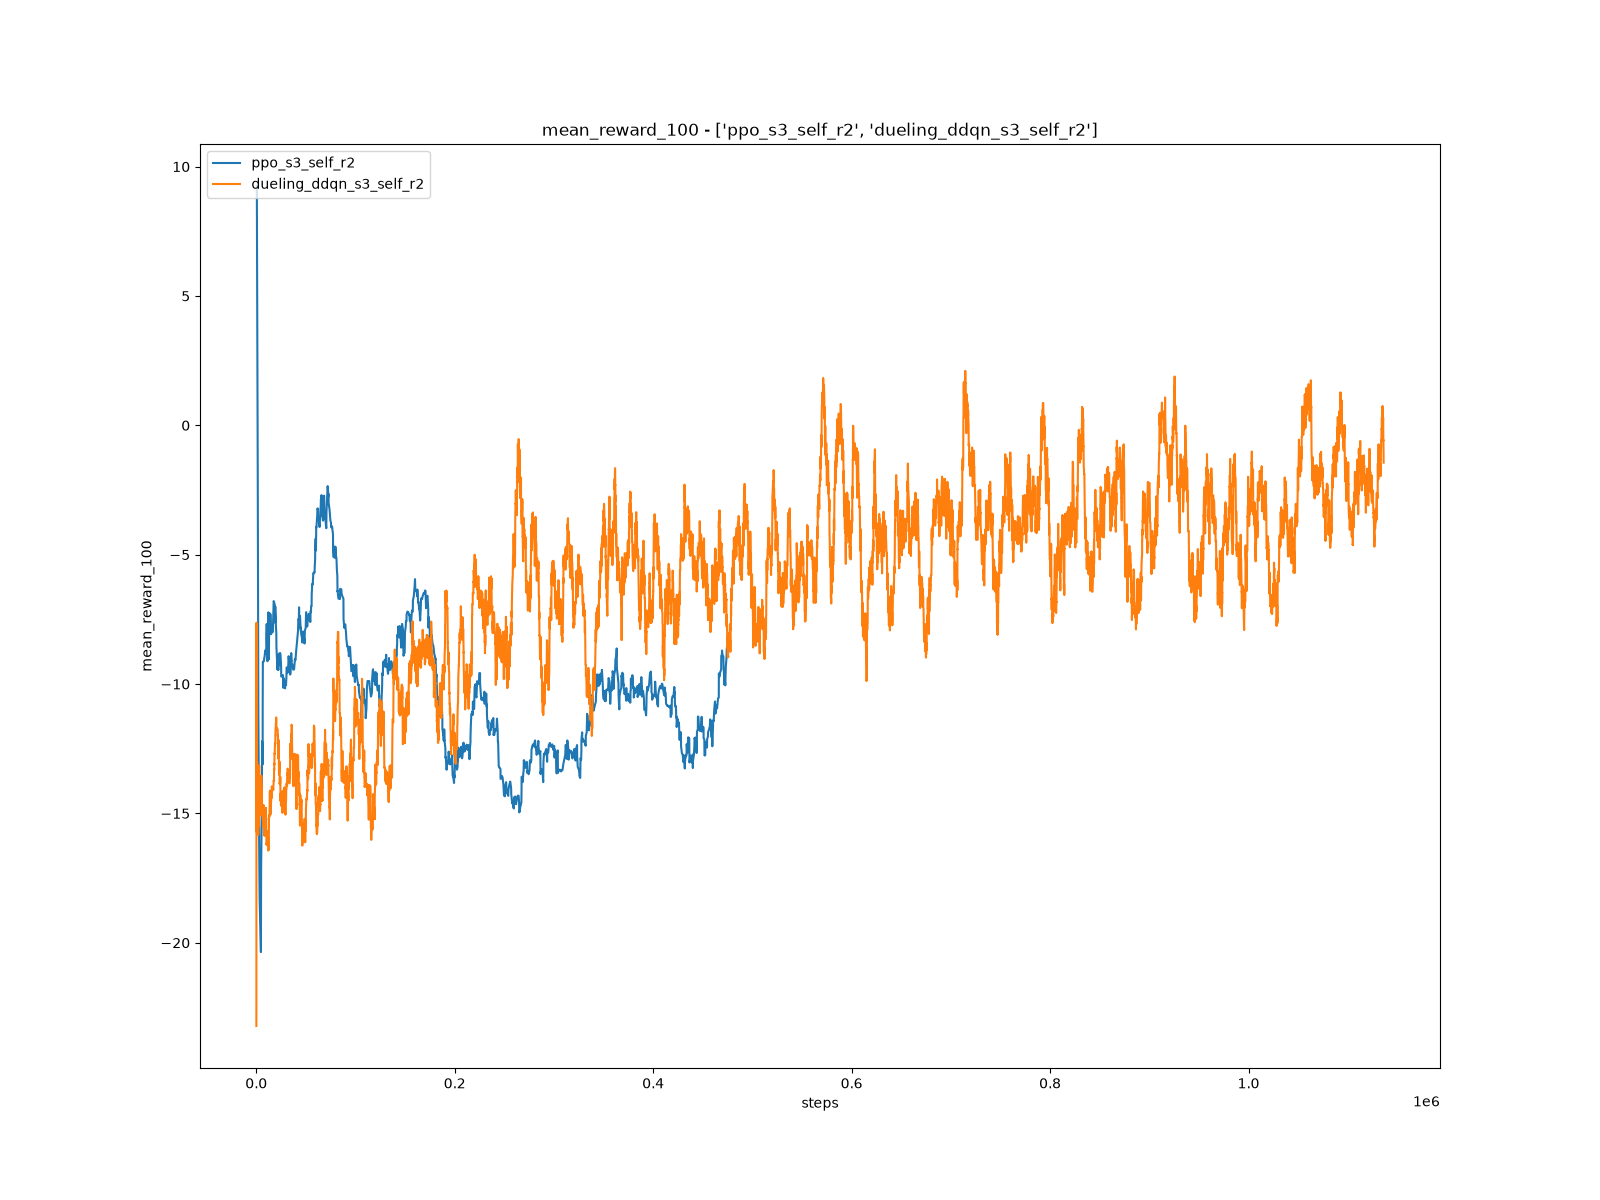 mean_reward_100 - ['ppo_s3_self_r2', 'dueling_ddqn_s3_self_r2']
ppo_s3_self_r2
dueling_ddqn_s3_self_r2
mean_reward_100
10
5
0
−5
−10
−15
−20
0.0
0.2
0.4
0.6
0.8
1.0
steps
1e6